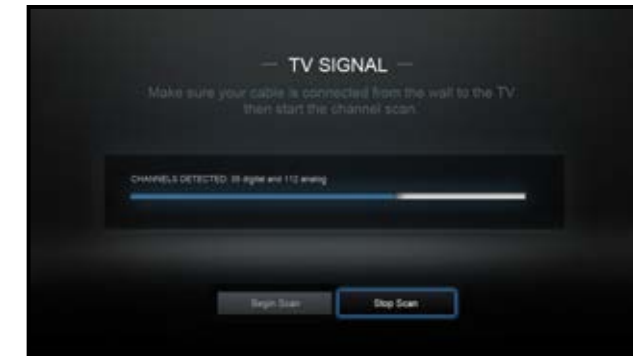 — TV SIGNAL —
Make sure your cable is connected from the wall to the TV
then start the channel scan.
CHANNELS DETECTED: digital and 112 analog
Begin Scan
Stop Scan